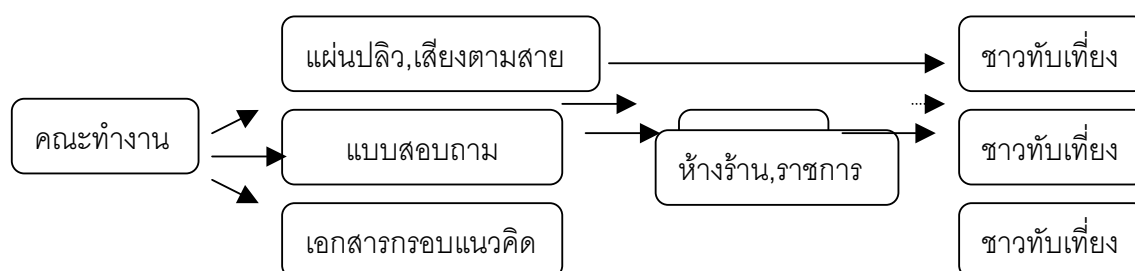 แผ่นปลิว,เสียงตามสาย
ชาวทับเที่ยง
คณะทำงาน
แบบสอบถาม
ห้างร้าน,ราชการ
ชาวทับเที่ยง
เอกสารกรอบแนวคิด
ชาวทับเที่ยง